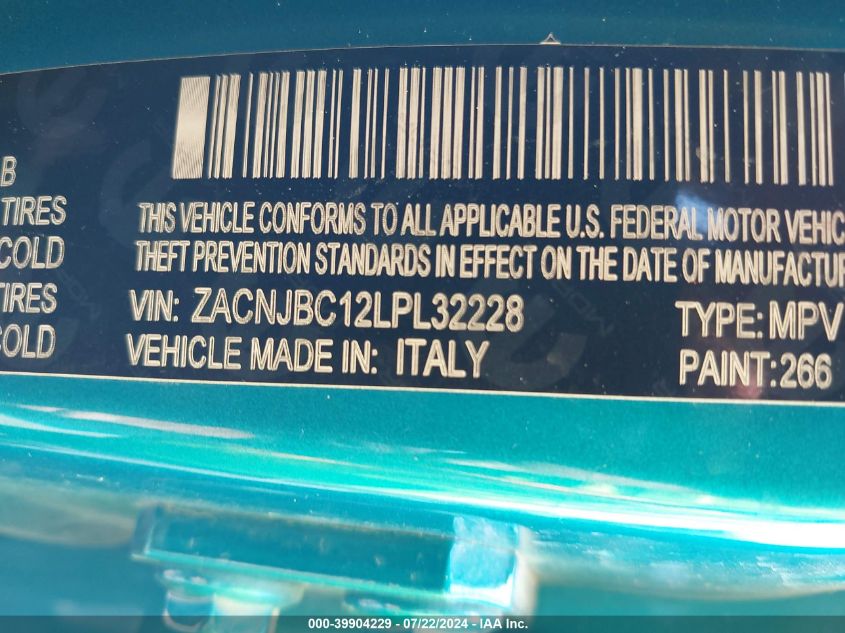 B
TIRES
COLD
TIRES
COLD
THIS VEHICLE CONFORMS TO ALL APPLICABLE U.S. FEDERAL MOTOR VEHIC
THEFT PREVENTION STANDARDS IN EFFECT ON THE DATE OF MANUFACTUR
VIN: ZACNJBC12LPL32228 TYPE: MPV
VEHICLE MADE IN: ITALY PAINT: 266
000-39904229 - 07/22/2024 - IAA Inc.